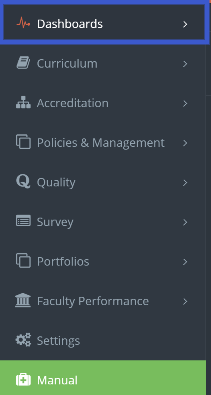 Dashboards
Curriculum
Accreditation
Policies & Management
Quality
Survey
Portfolios
Faculty Performance
Settings
Manual